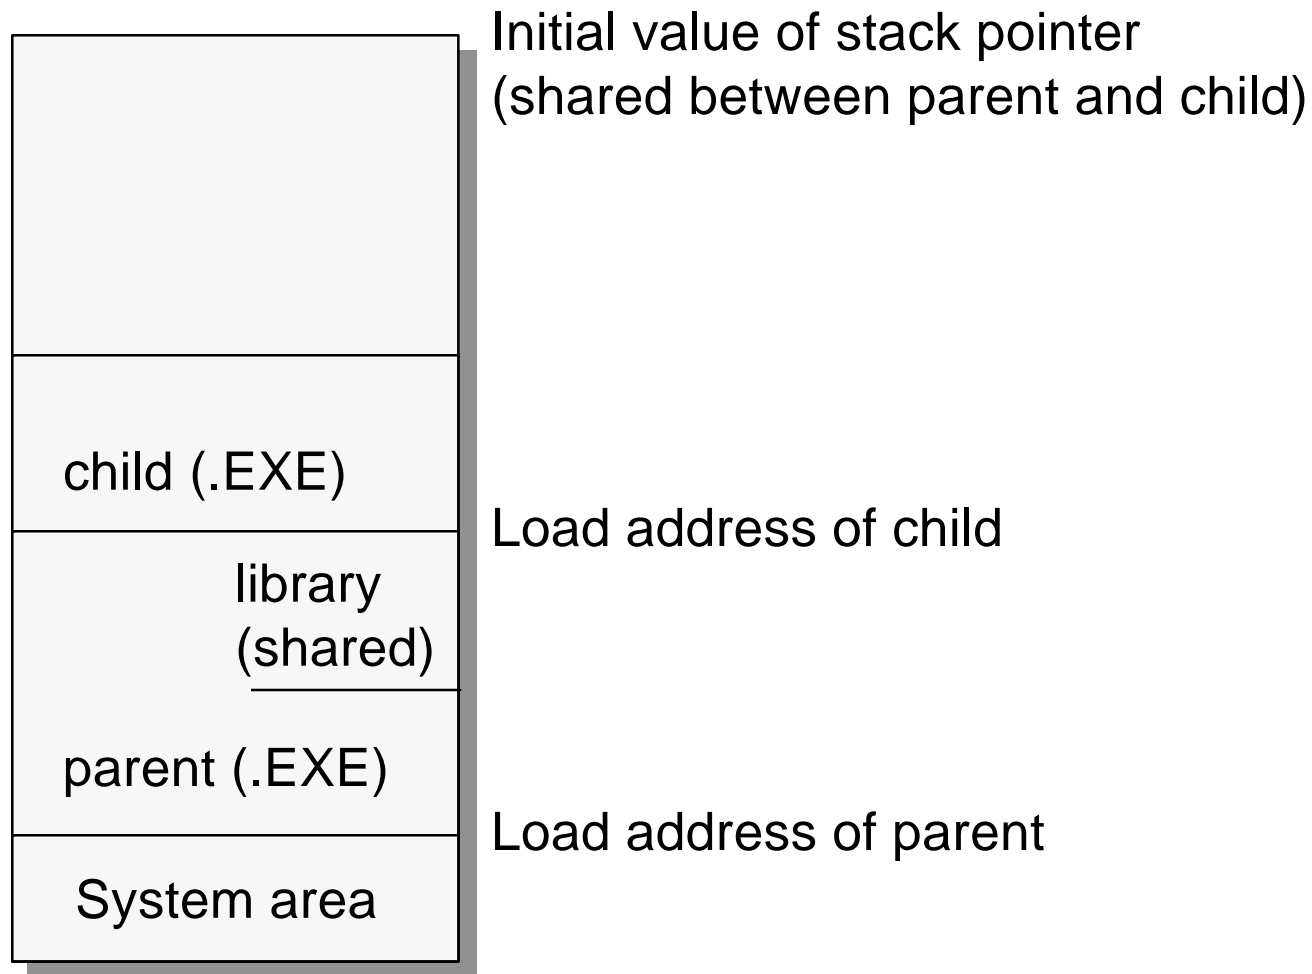 Initial value of stack pointer
(shared between parent and child)
child (.EXE)
Load address of child
library
(shared)
parent (.EXE)
Load address of parent
System area